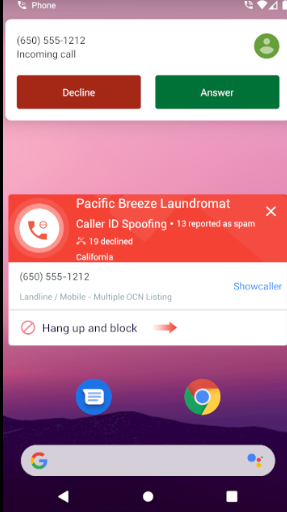 Phone
(650) 555-1212
Incoming call
Decline
Answer
Pacific Breeze Laundromat
Caller ID Spoofing • 13 reported as spam
19 declined
California
(650) 555-1212
Landline / Mobile - Multiple OCN Listing
Showcaller
Hang up and block